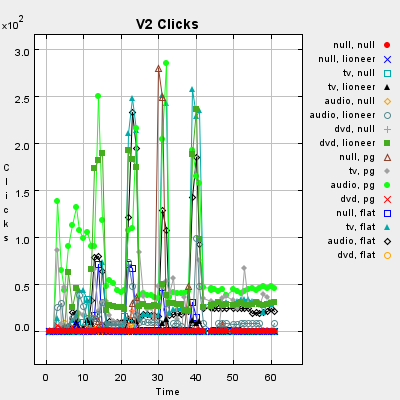 V2 Clicks
x10²
3.0
2.5
2.0
1.5
1.0
0.5
0.0
Clicks
0 10 20 30 40 50 60
Time
null, null
null, lioneer
tv, null
tv, lioneer
audio, null
audio, lioneer
dvd, null
dvd, lioneer
null, pg
tv, pg
audio, pg
dvd, pg
null, flat
tv, flat
audio, flat
dvd, flat